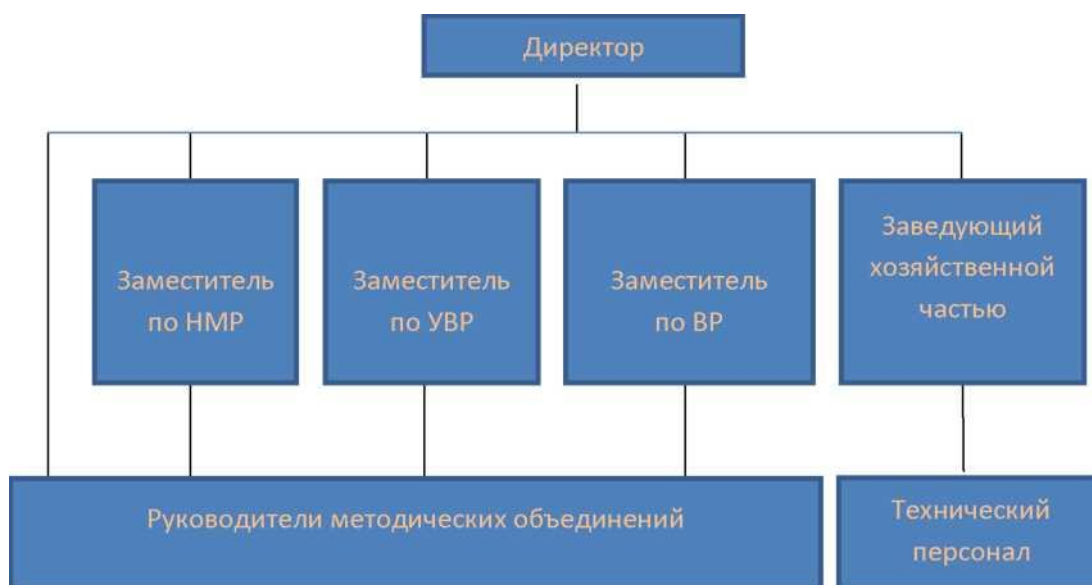 Директор
Заместитель
по НМР
Заместитель
по УВР
Заместитель
по ВР
Заведующий
хозяйственной
частью
Руководители методических объединений
Технический
персонал